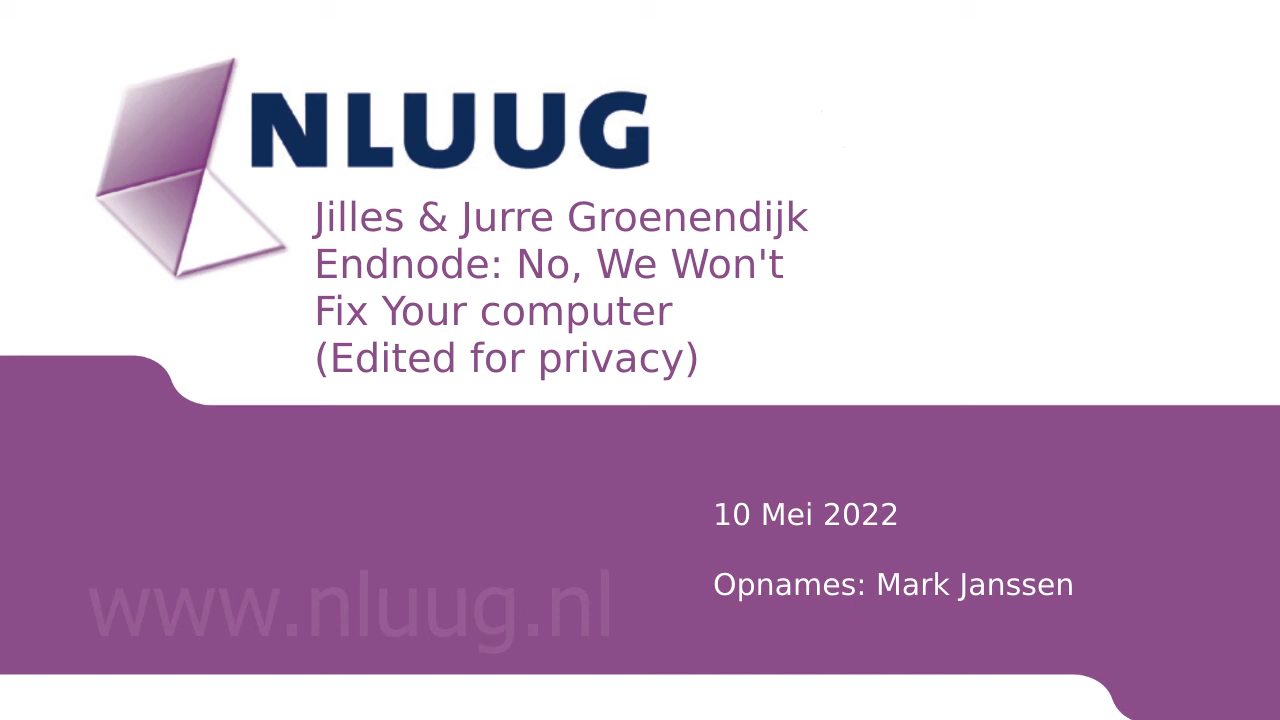 NLUUG
Jilles & Jurre Groenendijk
Endnode: No, We Won't
Fix Your computer
(Edited for privacy)
10 Mei 2022
Opnames: Mark Janssen
www.nluug.nl